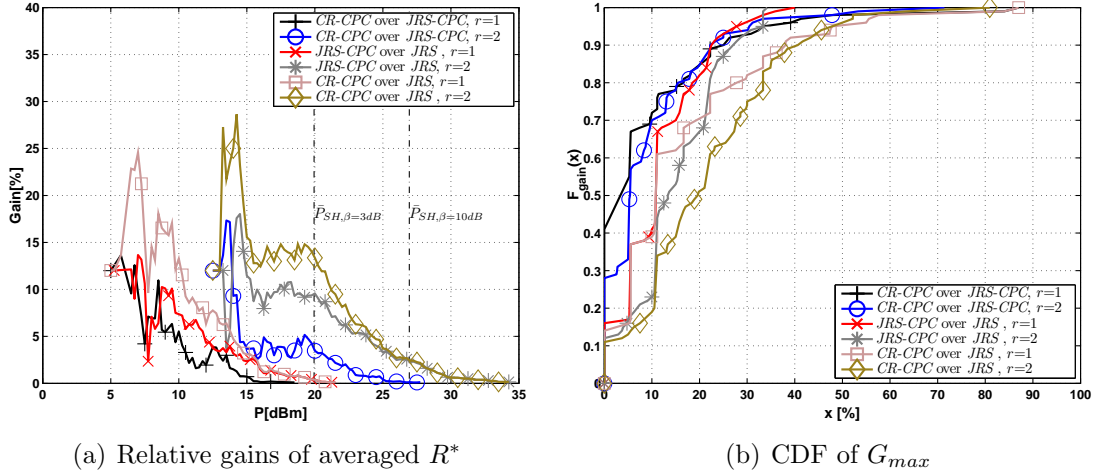 40
35
30
25
20
15
10
5
0
Gain[%]
0 5 10 15 20 25 30 35
P[dBm]
CR-CPC over JRS-CPC, r=1
CR-CPC over JRS-CPC, r=2
JRS-CPC over JRS , r=1
JRS-CPC over JRS, r=2
CR-CPC over JRS, r=1
CR-CPC over JRS , r=2
P̄SH,β=3dB
P̄SH,β=10dB
(a) Relative gains of averaged R*
1
0.9
0.8
0.7
0.6
0.5
0.4
0.3
0.2
0.1
0
Fgain(x)
0 10 20 30 40 50 60 70 80 90 100
x [%]
CR-CPC over JRS-CPC, r=1
CR-CPC over JRS-CPC, r=2
JRS-CPC over JRS , r=1
JRS-CPC over JRS , r=2
CR-CPC over JRS , r=1
CR-CPC over JRS , r=2
(b) CDF of Gmax